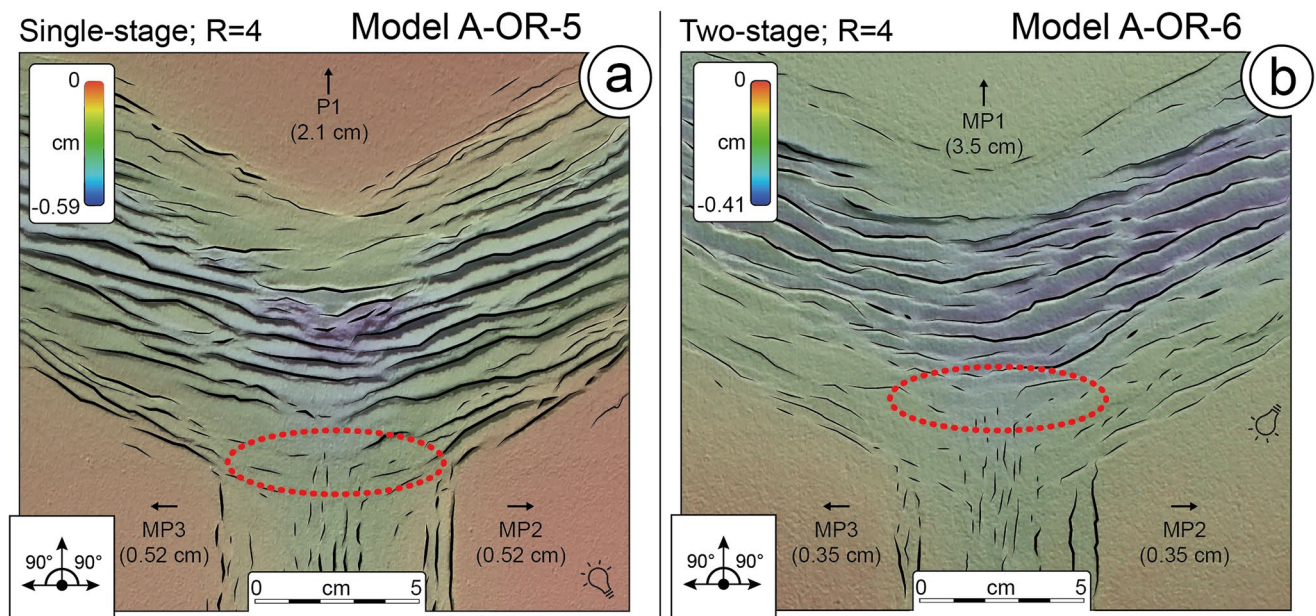 Single-stage; R=4 Model A-OR-5
a
0
cm
-0.59
P1
(2.1 cm)
MP3
(0.52 cm)
MP2
(0.52 cm)
90° 90°
0 cm 5
Two-stage; R=4 Model A-OR-6
b
0
cm
-0.41
MP1
(3.5 cm)
MP3
(0.35 cm)
MP2
(0.35 cm)
90° 90°
0 cm 5